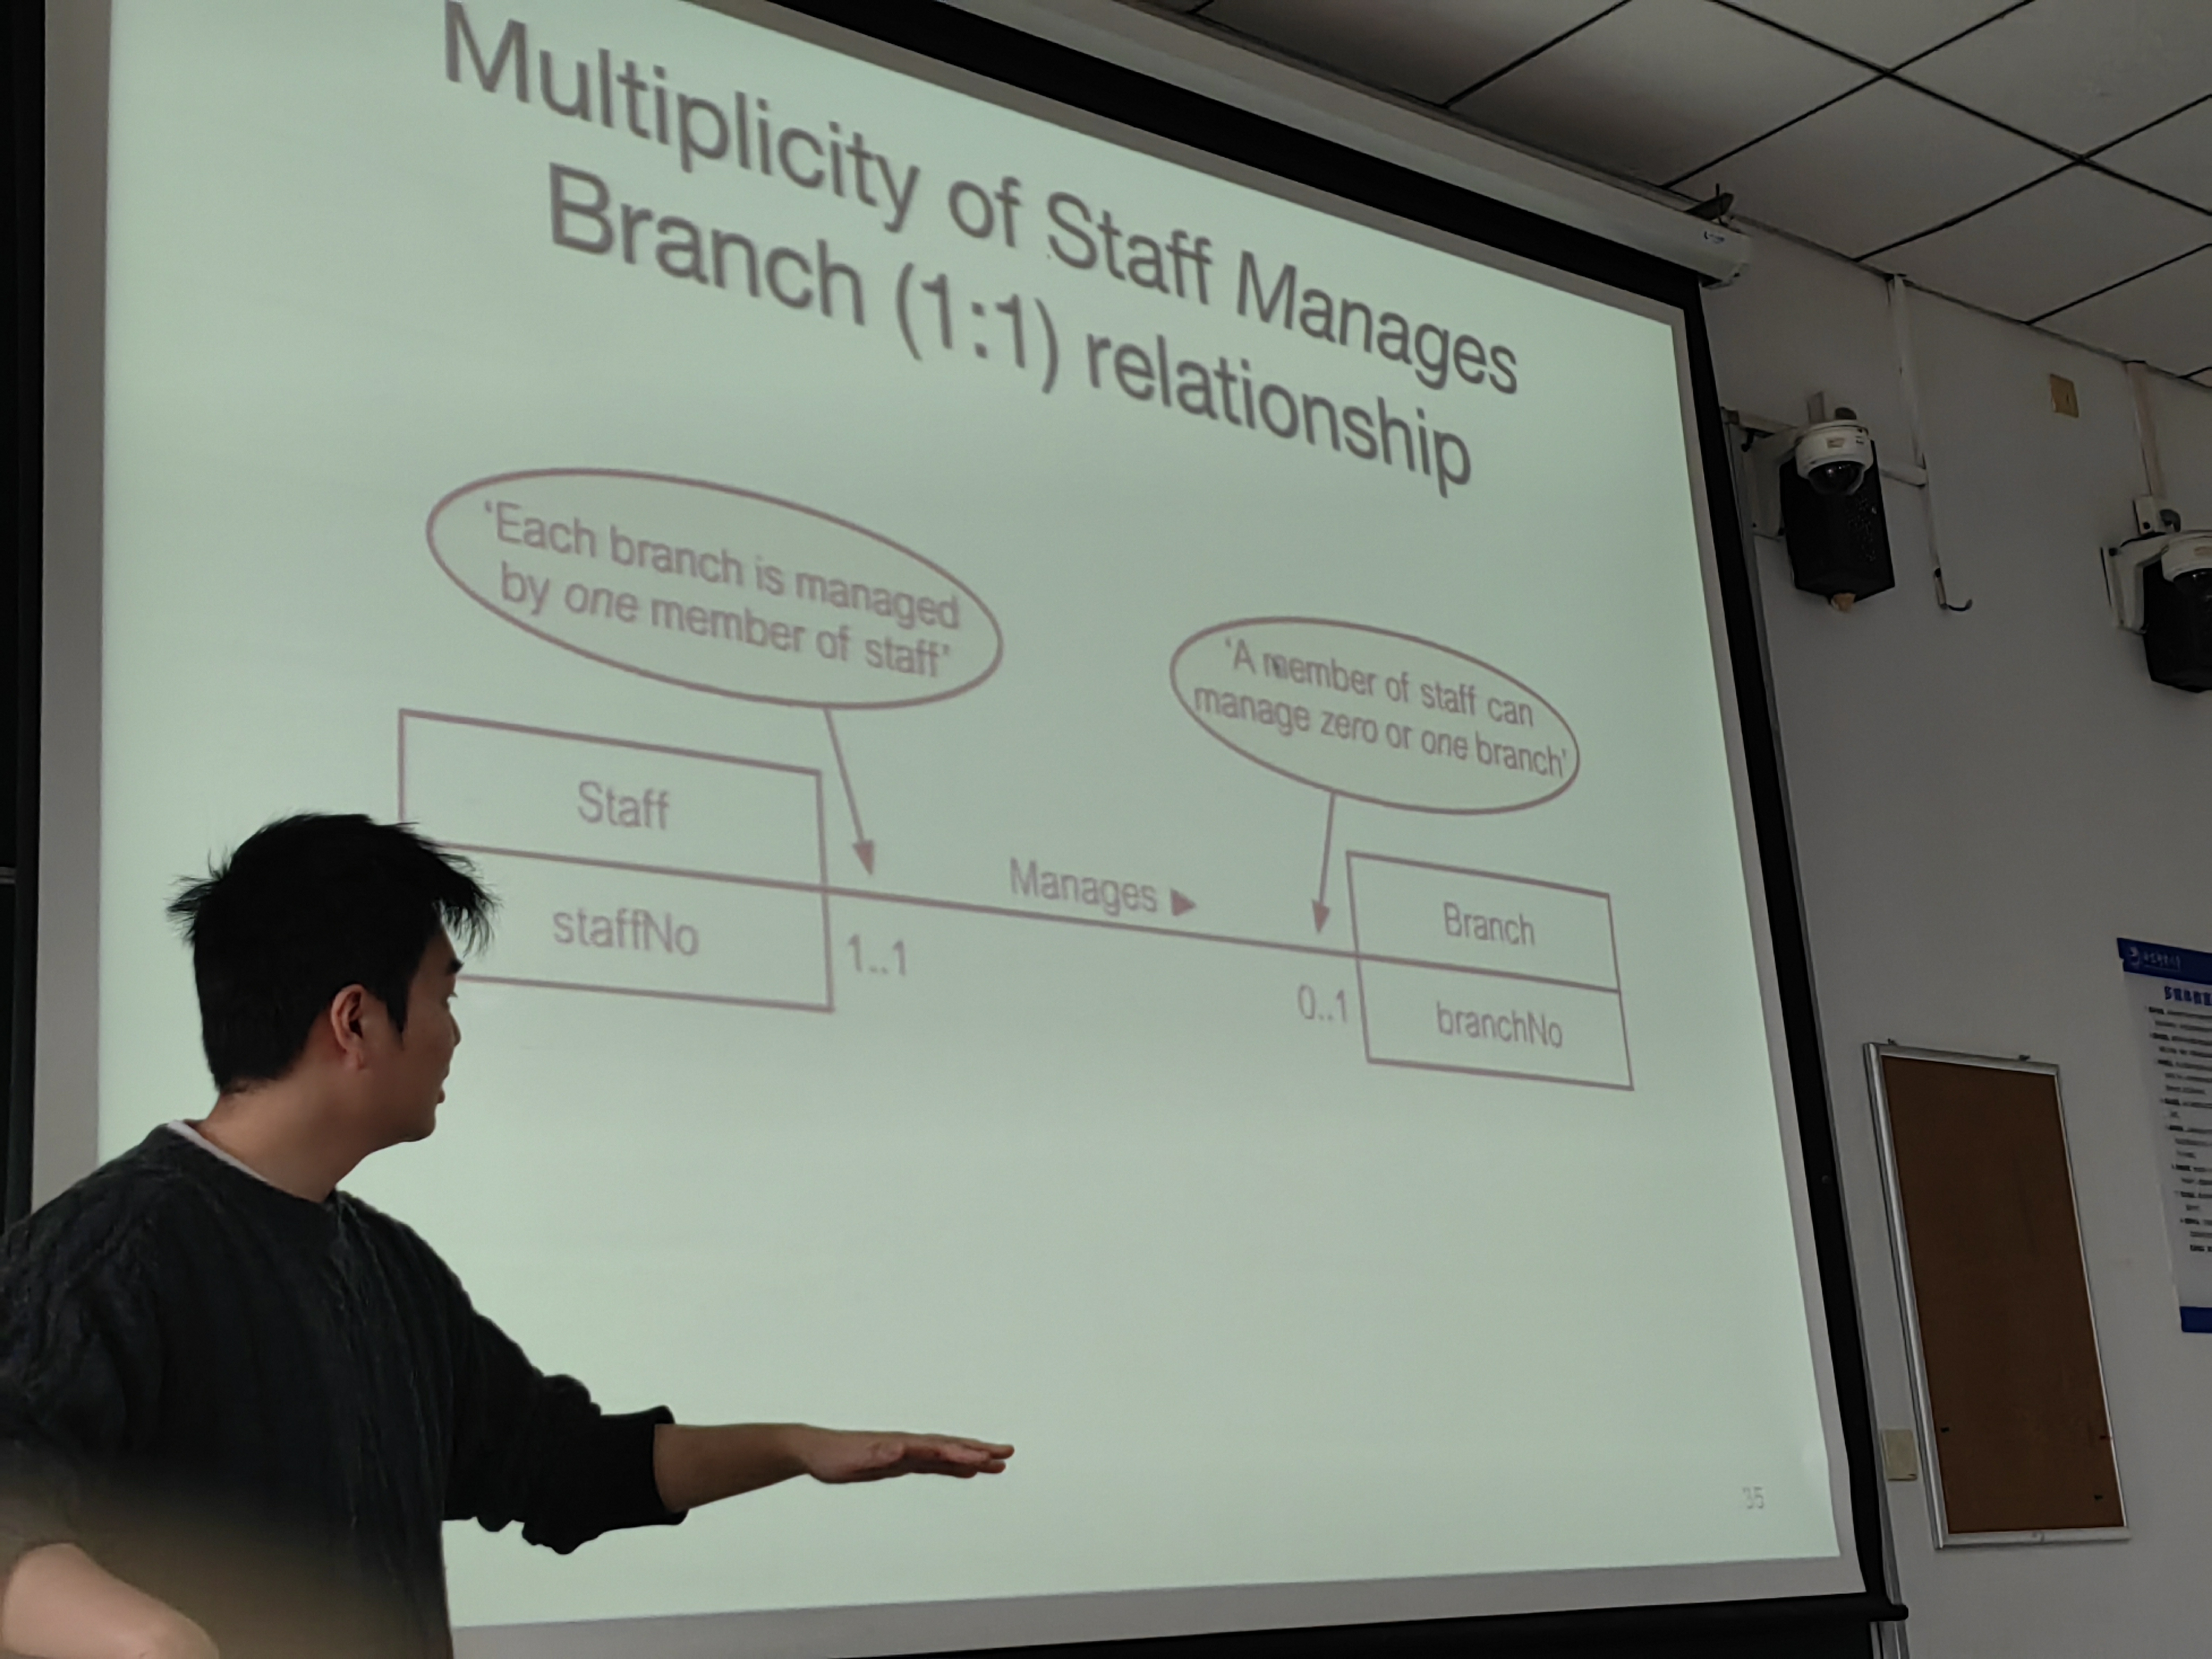 Multiplicity of Staff Manages
Branch (1:1) relationship
‘Each branch is managed
by one member of staff’
‘A member of staff can
manage zero or one branch’
Staff
staffNo
1..1
Manages ▶
0..1
Branch
branchNo
35